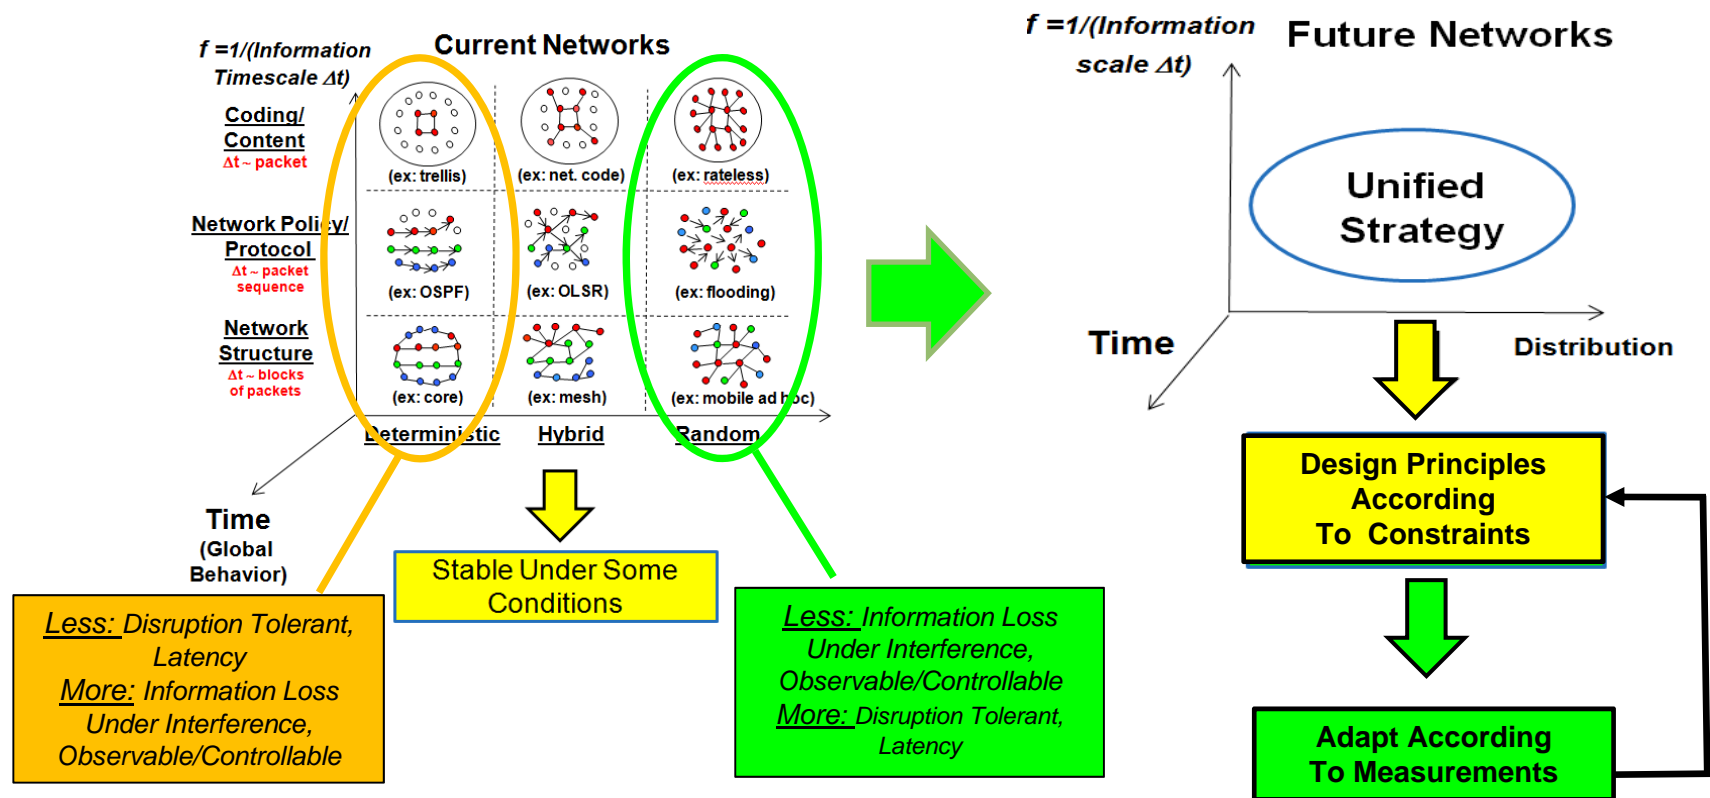 f =1/(Information
Timescale Δt)
Current Networks
Coding/
Content
Δt ~ packet
(ex: trellis)
(ex: net. code)
(ex: rateless)
Network Policy/
Protocol
Δt ~ packet
sequence
(ex: OSPF)
(ex: OLSR)
(ex: flooding)
Network
Structure
Δt ~ blocks
of packets
(ex: core)
(ex: mesh)
(ex: mobile ad hoc)
Deterministic
Hybrid
Random
Time
(Global
Behavior)
Less: Disruption Tolerant,
Latency
More: Information Loss
Under Interference,
Observable/Controllable
Stable Under Some
Conditions
Less: Information Loss
Under Interference,
Observable/Controllable
More: Disruption Tolerant,
Latency
f =1/(Information
scale Δt)
Future Networks
Unified
Strategy
Time
Distribution
Design Principles
According
To Constraints
Adapt According
To Measurements